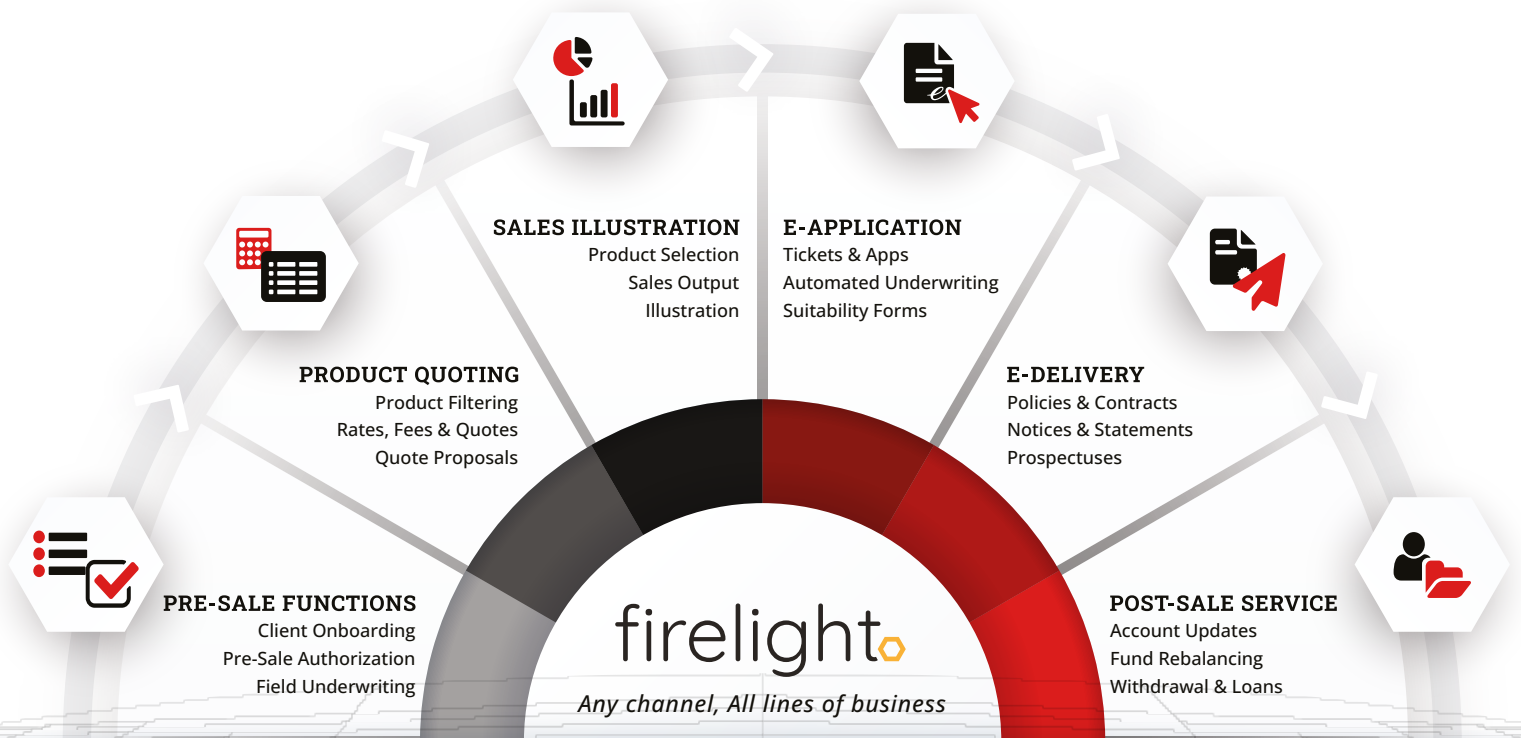 SALES ILLUSTRATION
Product Selection
Sales Output
Illustration
E-APPLICATION
Tickets & Apps
Automated Underwriting
Suitability Forms
PRODUCT QUOTING
Product Filtering
Rates, Fees & Quotes
Quote Proposals
E-DELIVERY
Policies & Contracts
Notices & Statements
Prospectuses
PRE-SALE FUNCTIONS
Client Onboarding
Pre-Sale Authorization
Field Underwriting
firelight
Any channel, All lines of business
POST-SALE SERVICE
Account Updates
Fund Rebalancing
Withdrawal & Loans